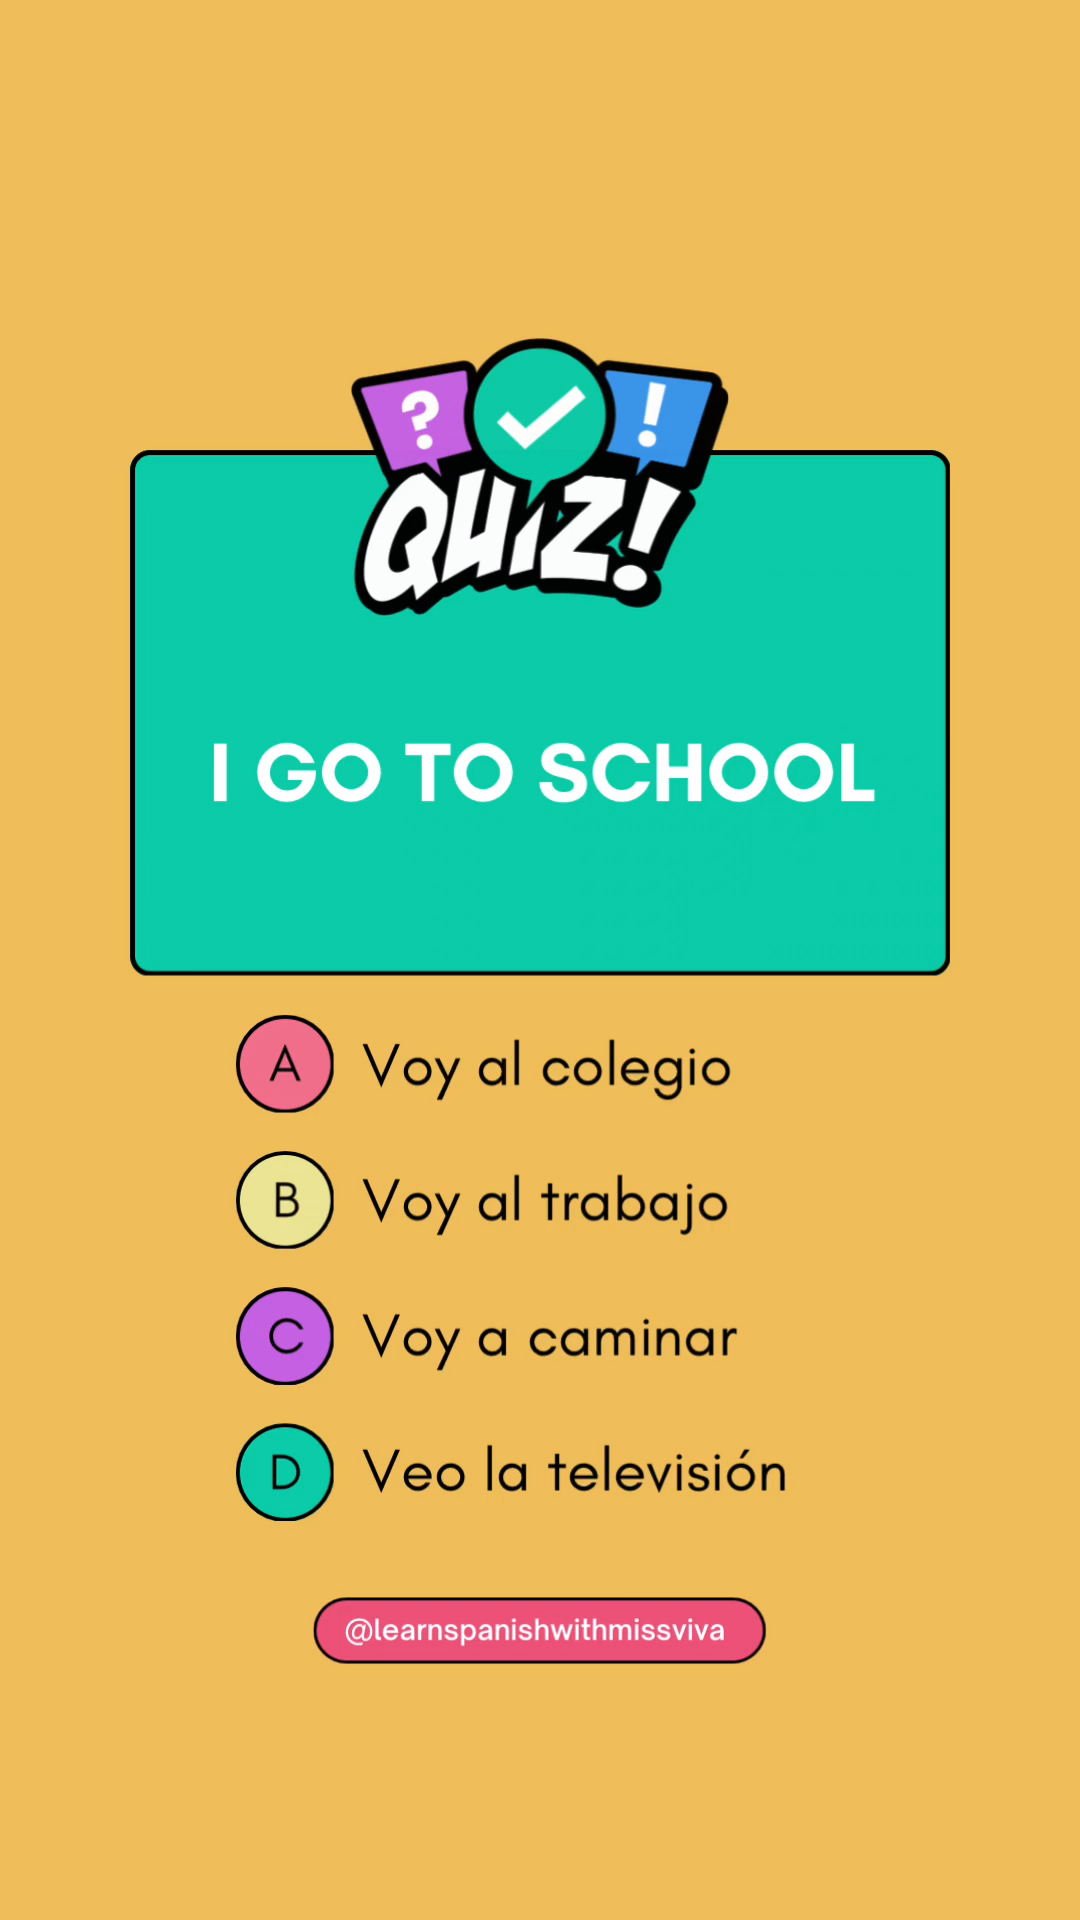 ?
!
QUIZ!
I GO TO SCHOOL
A Voy al colegio
B Voy al trabajo
C Voy a caminar
D Veo la televisión
@learnspanishwithmissviva